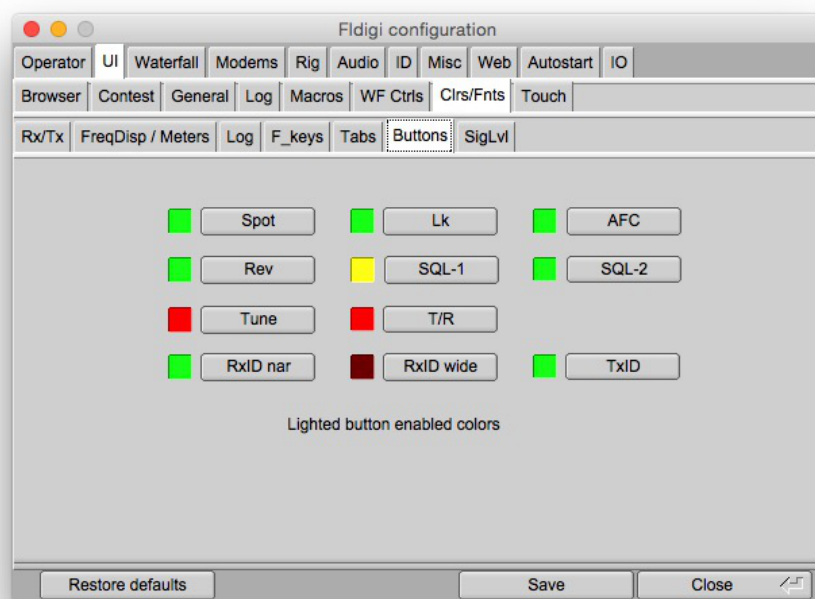 Fldigi configuration
Operator UI Waterfall Modems Rig Audio ID Misc Web Autostart IO
Browser Contest General Log Macros WF Ctrls Clrs/Fnts Touch
Rx/Tx FreqDisp / Meters Log F_keys Tabs Buttons SigLvl
Spot Lk AFC
Rev SQL-1 SQL-2
Tune T/R
RxID nar RxID wide TxID
Lighted button enabled colors
Restore defaults Save Close